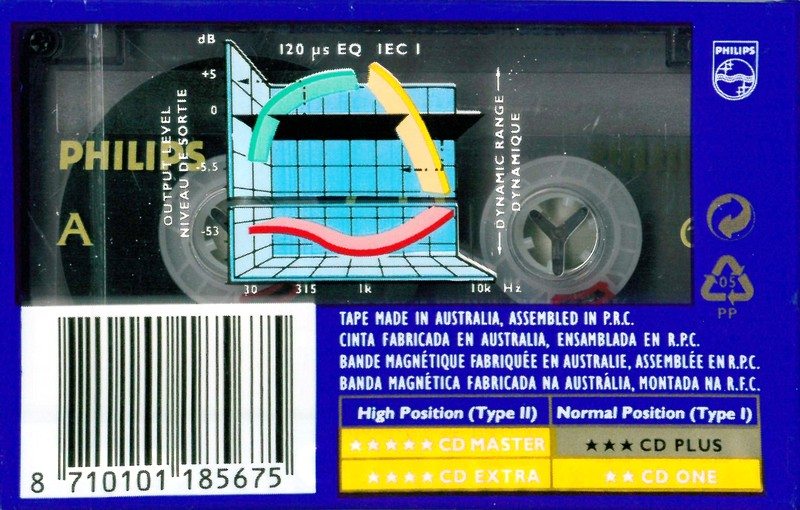 dB
120 µs EQ IEC I
PHILIPS
+5
0
-5.5
-53
OUTPUT LEVEL
NIVEAU DE SORTIE
DYNAMIC RANGE
DYNAMIQUE
PHILIPS
A
6
30 315 1k 10k Hz
05
PP
TAPE MADE IN AUSTRALIA, ASSEMBLED IN P.R.C.
CINTA FABRICADA EN AUSTRALIA, ENSAMBLADA EN R.P.C.
BANDE MAGNÉTIQUE FABRIQUÉE EN AUSTRALIE, ASSEMBLÉE EN R.P.C.
BANDA MAGNÉTICA FABRICADA NA AUSTRÁLIA, MONTADA NA R.F.C.
High Position (Type II) Normal Position (Type I)
★★★★★ CD MASTER ★★★ CD PLUS
★★★★ CD EXTRA ★★ CD ONE
8 710101 185675